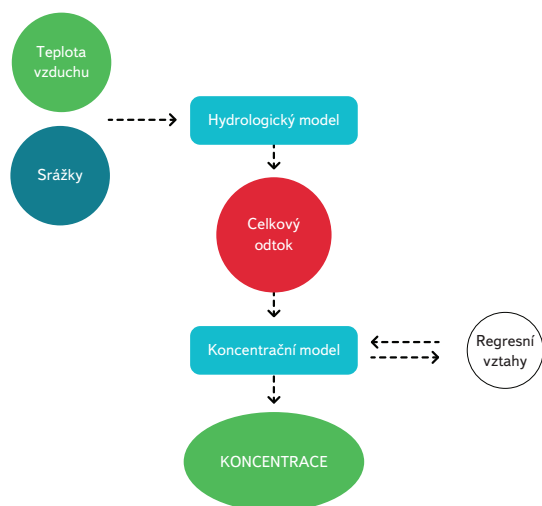 Teplota
vzduchu
Hydrologický model
Srážky
Celkový
odtok
Koncentrační model
Regresní
vztahy
KONCENTRACE